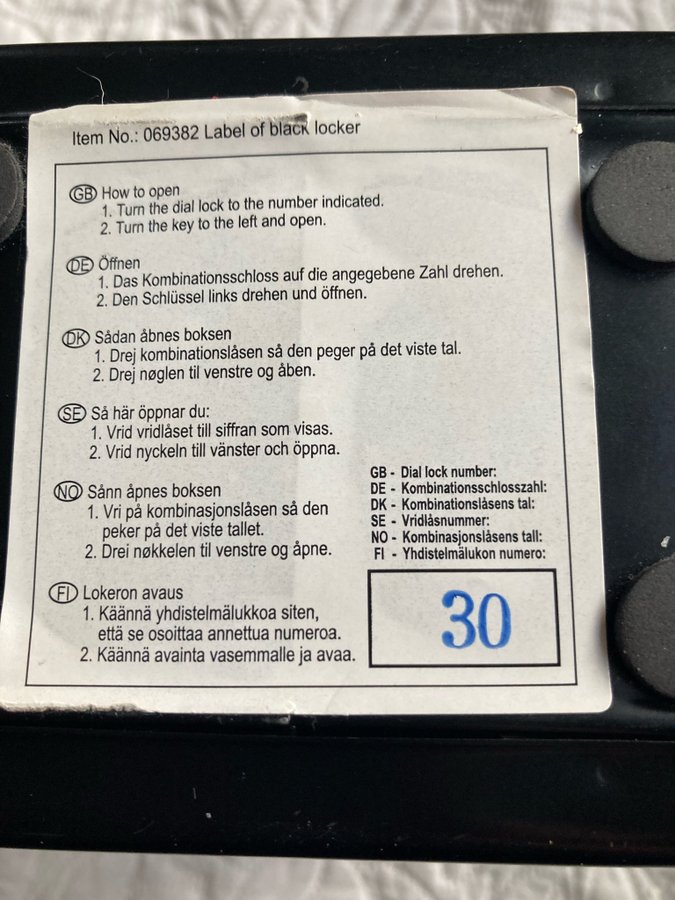 Item No.: 069382 Label of black locker
GB How to open
1. Turn the dial lock to the number indicated.
2. Turn the key to the left and open.
DE Öffnen
1. Das Kombinationsschloss auf die angegebene Zahl drehen.
2. Den Schlüssel links drehen und öffnen.
DK Sådan åbnes boksen
1. Drej kombinationslåsen så den peger på det viste tal.
2. Drej nøglen til venstre og åben.
SE Så här öppnar du:
1. Vrid vridlåset till siffran som visas.
2. Vrid nyckeln till vänster och öppna.
NO Sånn åpnes boksen
1. Vri på kombinasjonslåsen så den
peker på det viste tallet.
2. Drei nøkkelen til venstre og åpne.
FI Lokeron avaus
1. Käännä yhdistelmälukkoa siten,
että se osoittaa annettua numeroa.
2. Käännä avainta vasemmalle ja avaa.
GB - Dial lock number:
DE - Kombinationsschlosszahl:
DK - Kombinationslåsens tal:
SE - Vridlåsnummer:
NO - Kombinasjonslåsens tall:
FI - Yhdistelmälukon numero:
30